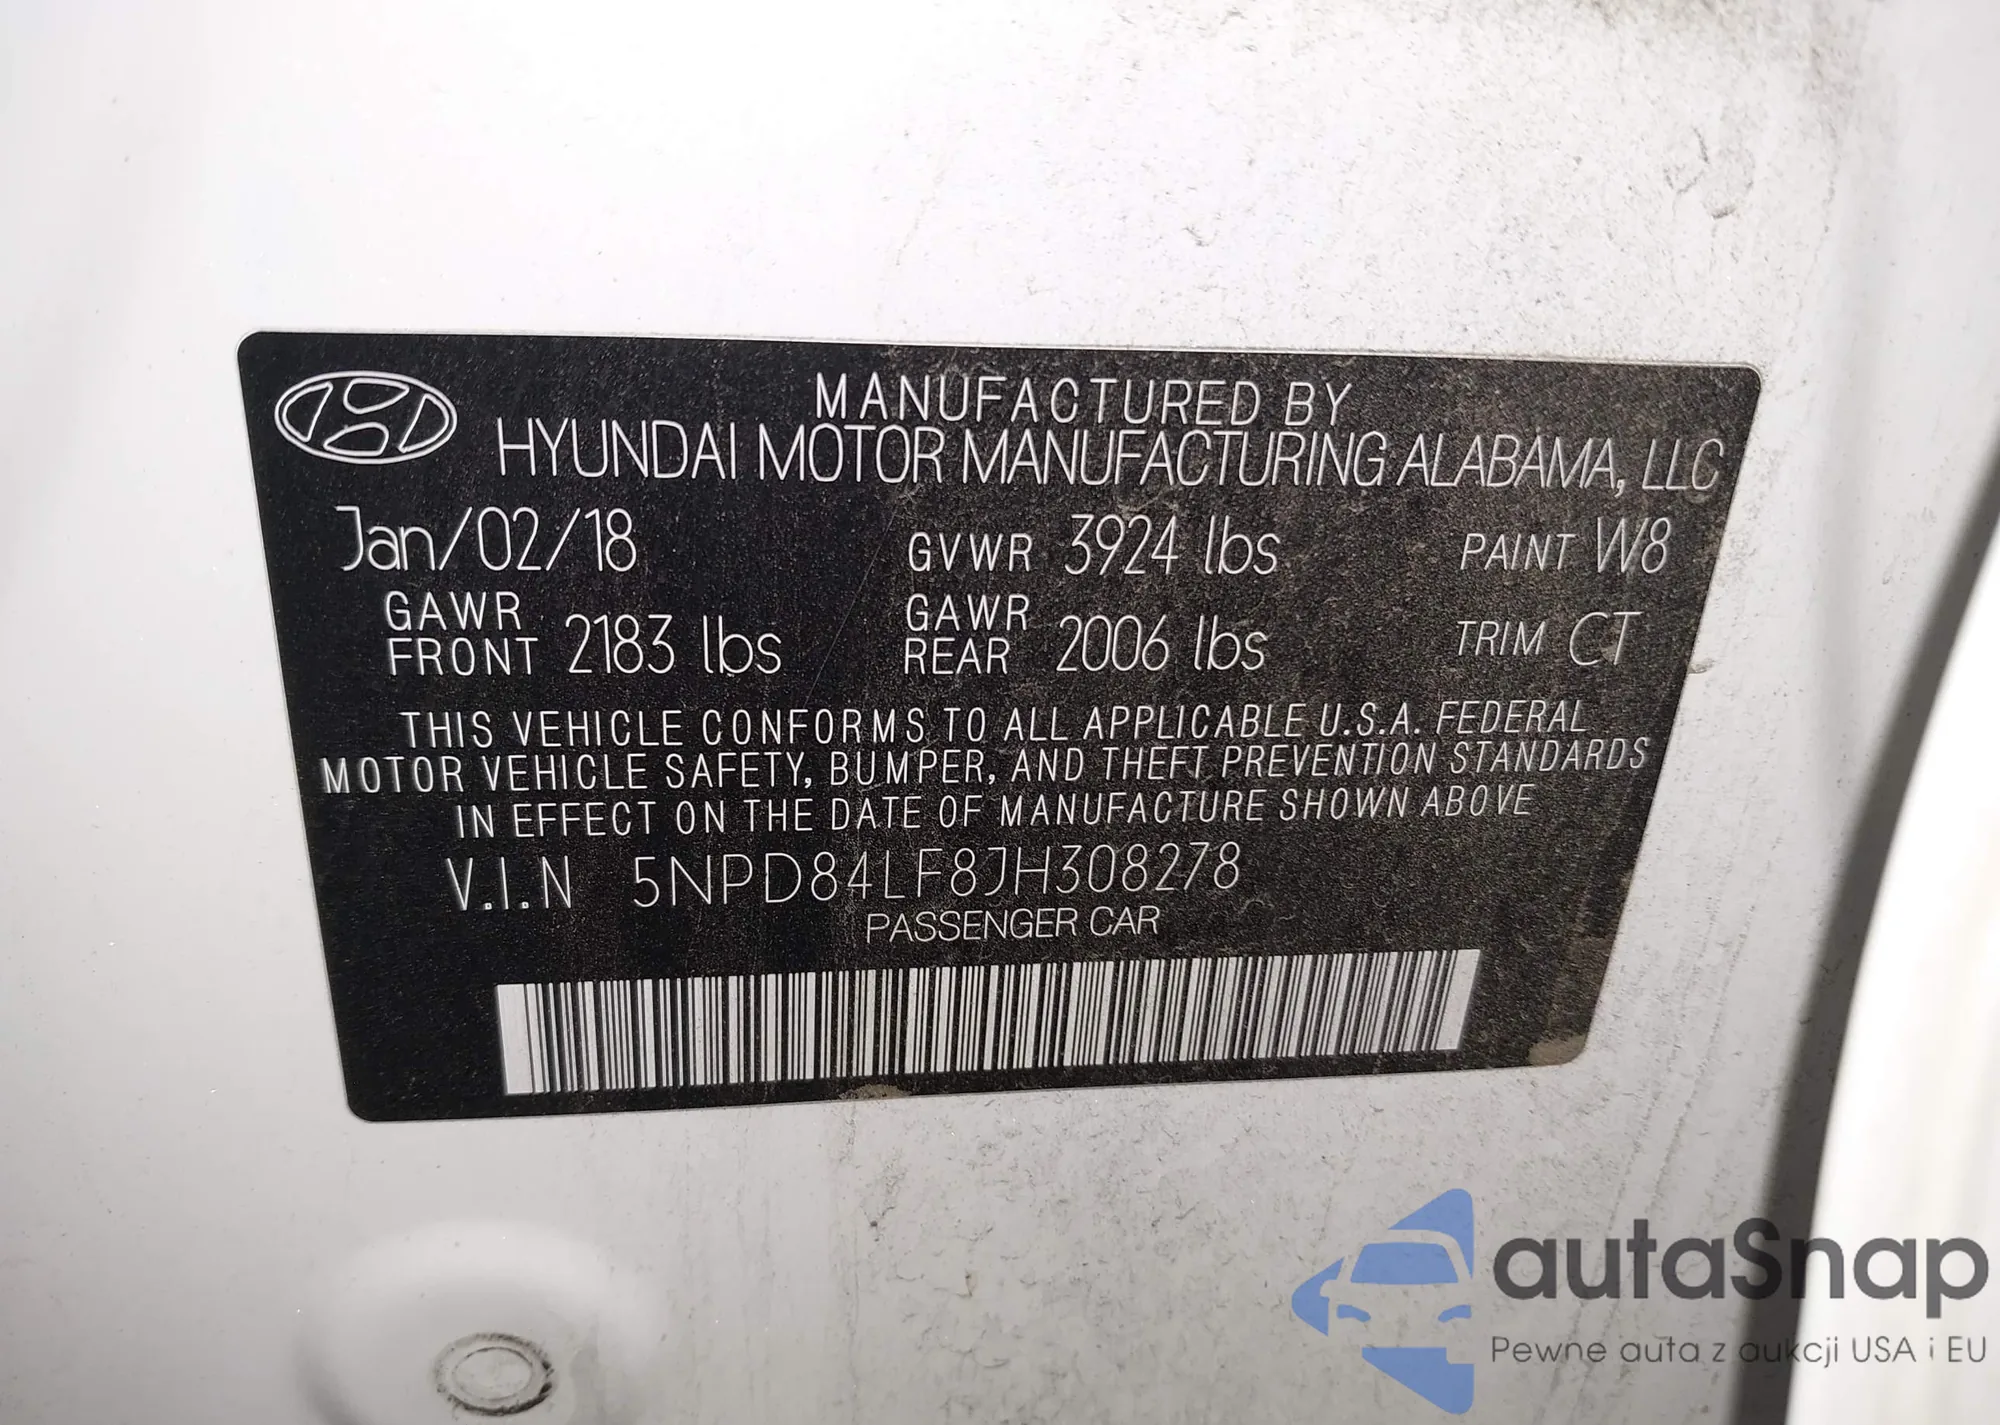 MANUFACTURED BY
HYUNDAI MOTOR MANUFACTURING ALABAMA, LLC
Jan/02/18 GVWR 3924 lbs PAINT W8
GAWR FRONT 2183 lbs GAWR REAR 2006 lbs TRIM CT
THIS VEHICLE CONFORMS TO ALL APPLICABLE U.S.A. FEDERAL
MOTOR VEHICLE SAFETY, BUMPER, AND THEFT PREVENTION STANDARDS
IN EFFECT ON THE DATE OF MANUFACTURE SHOWN ABOVE
V.I.N 5NPD84LF8JH308278
PASSENGER CAR
autaSnap
Pewne auta z aukcji USA i EU